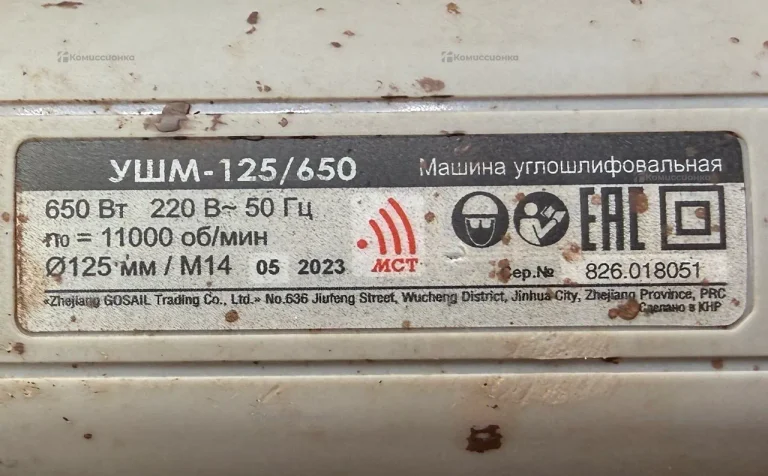 Комиссионка Комиссионка
УШМ-125/650 Машина углошлифовальная
650 Вт 220 В~ 50 Гц
n0 = 11000 об/мин
Ø125 мм / М14 05 2023
МСТ
EAC
Сер.№ 826.018051
«Zhejiang GOSAIL Trading Co., Ltd.» No.636 Jiufeng Street, Wucheng District, Jinhua City, Zhejiang Province, PRC
Сделано в КНР